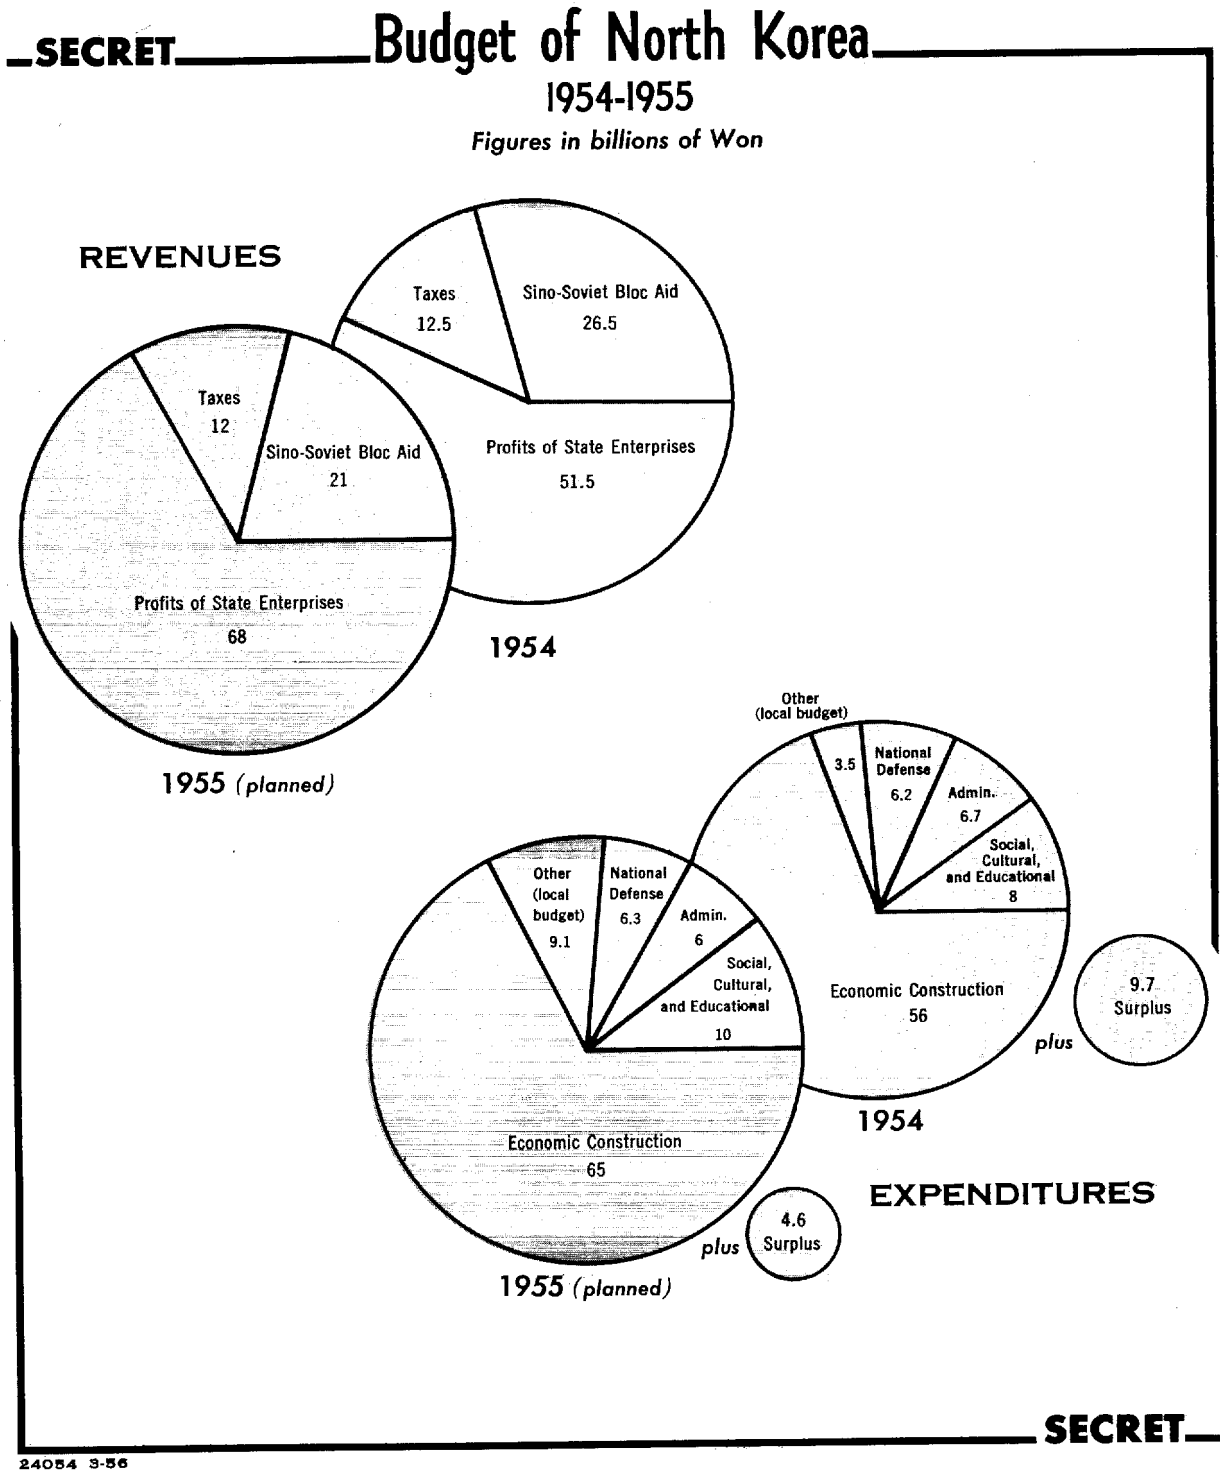 SECRET
Budget of North Korea
1954-1955
Figures in billions of Won
REVENUES
Taxes
12.5
Sino-Soviet Bloc Aid
26.5
Profits of State Enterprises
51.5
1954
Taxes
12
Sino-Soviet Bloc Aid
21
Profits of State Enterprises
68
1955 (planned)
Other
(local budget)
3.5
National
Defense
6.2
Admin.
6.7
Social,
Cultural,
and Educational
8
Economic Construction
56
plus
9.7
Surplus
1954
Other
(local
budget)
9.1
National
Defense
6.3
Admin.
6
Social,
Cultural,
and Educational
10
Economic Construction
65
plus
4.6
Surplus
1955 (planned)
EXPENDITURES
SECRET
24054 3-56